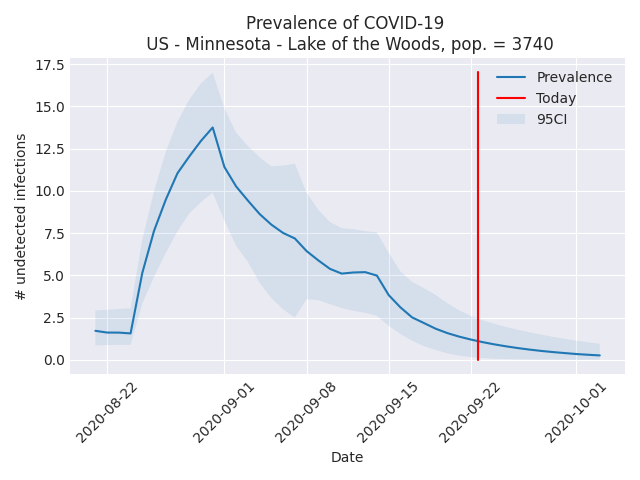 Prevalence of COVID-19
US - Minnesota - Lake of the Woods, pop. = 3740
17.5
15.0
12.5
10.0
7.5
5.0
2.5
0.0
# undetected infections
Prevalence
Today
95CI
2020-08-22
2020-09-01
2020-09-08
2020-09-15
2020-09-22
2020-10-01
Date